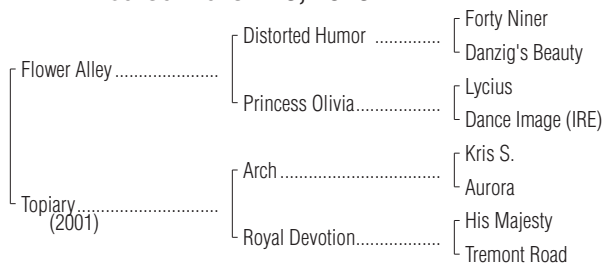 Forty Niner
Distorted Humor ..............
Danzig's Beauty
Flower Alley ......................
Lycius
Princess Olivia ..................
Dance Image (IRE)
Kris S.
Arch ..................................
Aurora
Topiary ..............................
(2001)
His Majesty
Royal Devotion ..................
Tremont Road